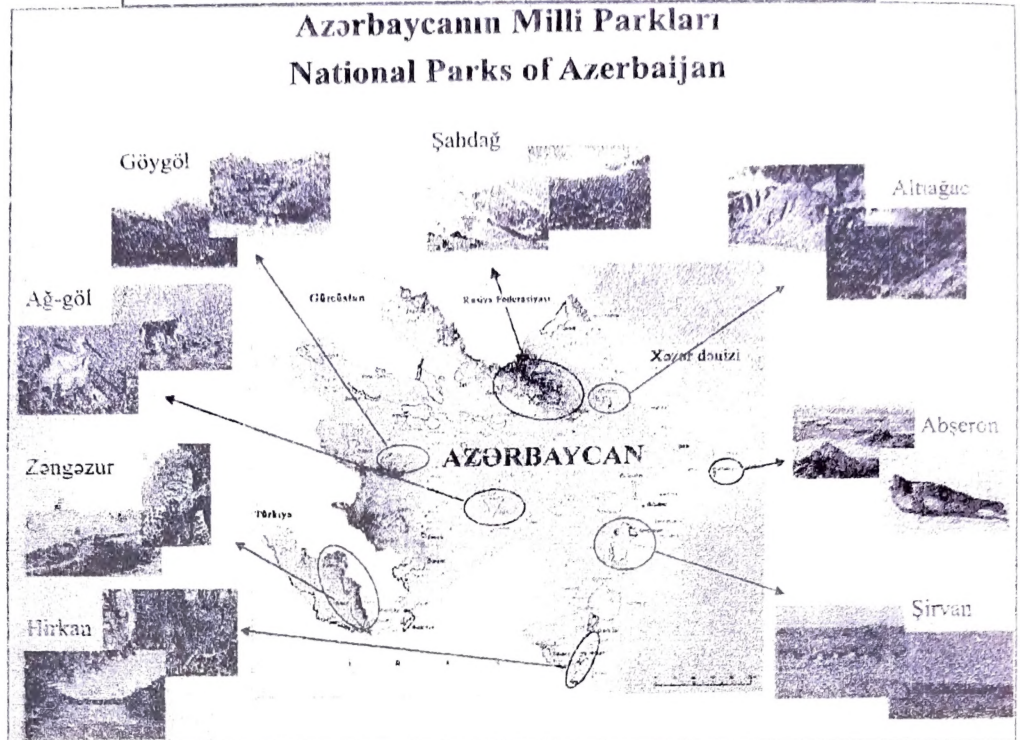 Azərbaycanın Milli Parkları
National Parks of Azerbaijan
Şahdağ
Göygöl
Altıağac
Ağ-göl
Gürcüstan
Rusiya Federasiyası
Xəzər dənizi
Abşeron
AZƏRBAYCAN
Zəngəzur
Türkiyə
Şirvan
Hirkan